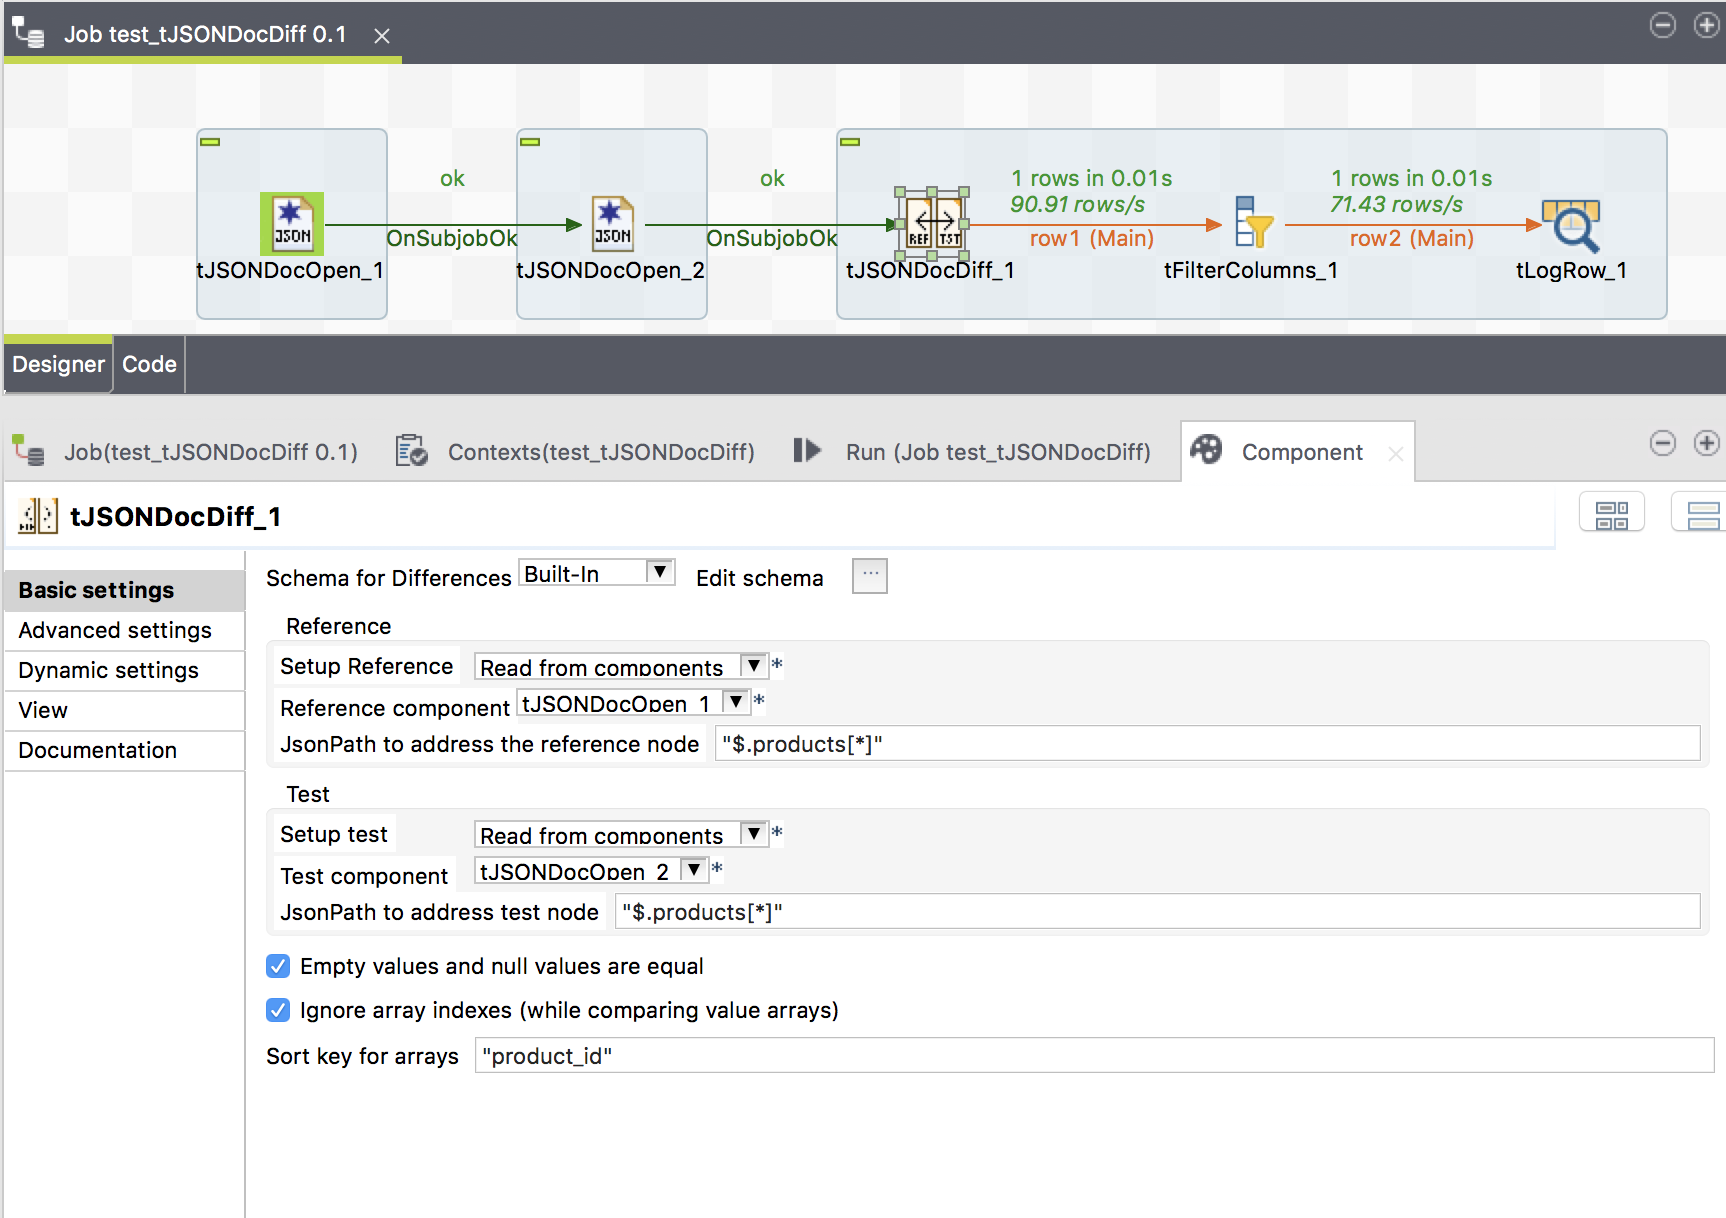 Job test_tJSONDocDiff 0.1
ok
ok
1 rows in 0.01s
1 rows in 0.01s
90.91 rows/s
71.43 rows/s
JSON
JSON
REF TST
OnSubjobOk
OnSubjobOk
row1 (Main)
row2 (Main)
tJSONDocOpen_1
tJSONDocOpen_2
tJSONDocDiff_1
tFilterColumns_1
tLogRow_1
Designer
Code
Job(test_tJSONDocDiff 0.1)
Contexts(test_tJSONDocDiff)
Run (Job test_tJSONDocDiff)
Component
tJSONDocDiff_1
Basic settings
Advanced settings
Dynamic settings
View
Documentation
Schema for Differences Built-In Edit schema ...
Reference
Setup Reference Read from components *
Reference component tJSONDocOpen_1 *
JsonPath to address the reference node "$.products[*]"
Test
Setup test Read from components *
Test component tJSONDocOpen_2 *
JsonPath to address test node "$.products[*]"
Empty values and null values are equal
Ignore array indexes (while comparing value arrays)
Sort key for arrays "product_id"